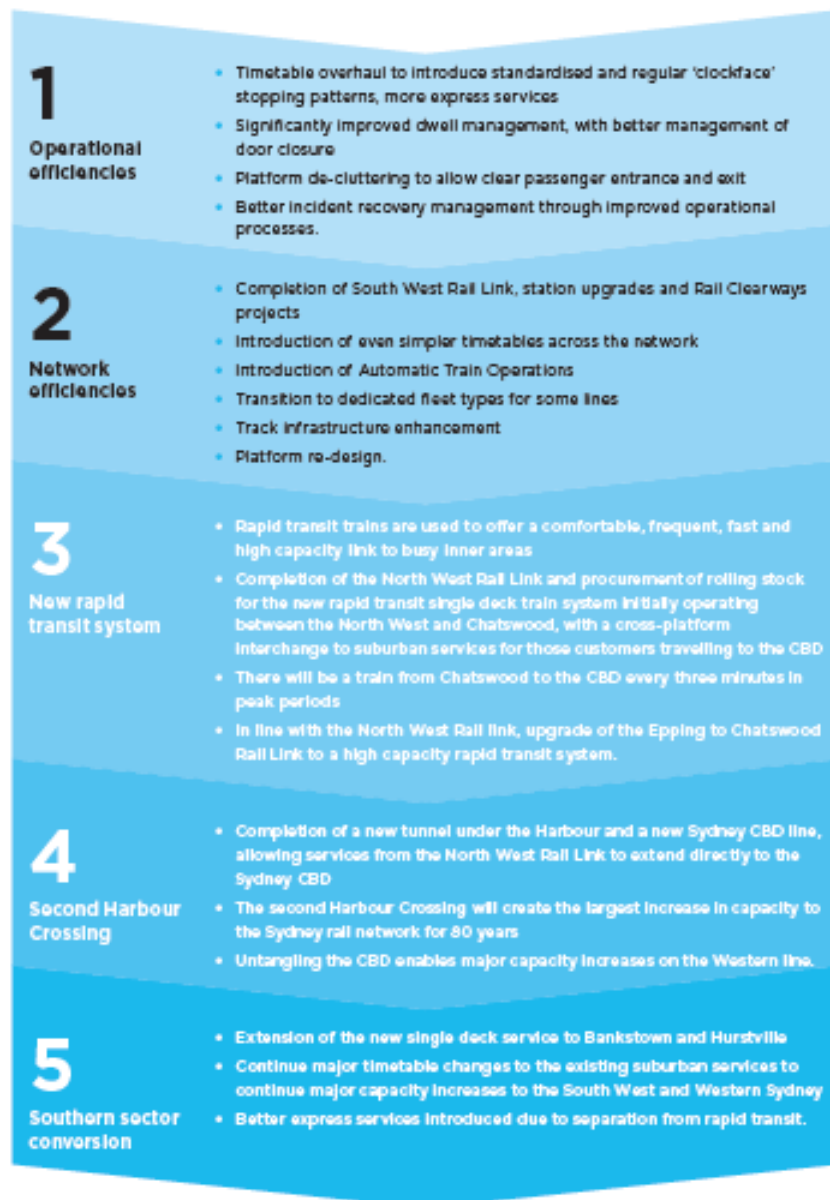 1
Operational
efficiencies
• Timetable overhaul to introduce standardised and regular 'clockface'
stopping patterns, more express services
• Significantly improved dwell management, with better management of
door closure
• Platform de-cluttering to allow clear passenger entrance and exit
• Better incident recovery management through improved operational
processes.
2
Network
efficiencies
• Completion of South West Rail Link, station upgrades and Rail Clearways
projects
• Introduction of even simpler timetables across the network
• Introduction of Automatic Train Operations
• Transition to dedicated fleet types for some lines
• Track infrastructure enhancement
• Platform re-design.
3
New rapid
transit system
• Rapid transit trains are used to offer a comfortable, frequent, fast and
high capacity link to busy inner areas
• Completion of the North West Rail Link and procurement of rolling stock
for the new rapid transit single deck train system initially operating
between the North West and Chatswood, with a cross-platform
interchange to suburban services for those customers travelling to the CBD
• There will be a train from Chatswood to the CBD every three minutes in
peak periods
• In line with the North West Rail link, upgrade of the Epping to Chatswood
Rail Link to a high capacity rapid transit system.
4
Second Harbour
Crossing
• Completion of a new tunnel under the Harbour and a new Sydney CBD line,
allowing services from the North West Rail Link to extend directly to the
Sydney CBD
• The second Harbour Crossing will create the largest increase in capacity to
the Sydney rail network for 80 years
• Untangling the CBD enables major capacity increases on the Western line.
5
Southern sector
conversion
• Extension of the new single deck service to Bankstown and Hurstville
• Continue major timetable changes to the existing suburban services to
continue major capacity increases to the South West and Western Sydney
• Better express services introduced due to separation from rapid transit.